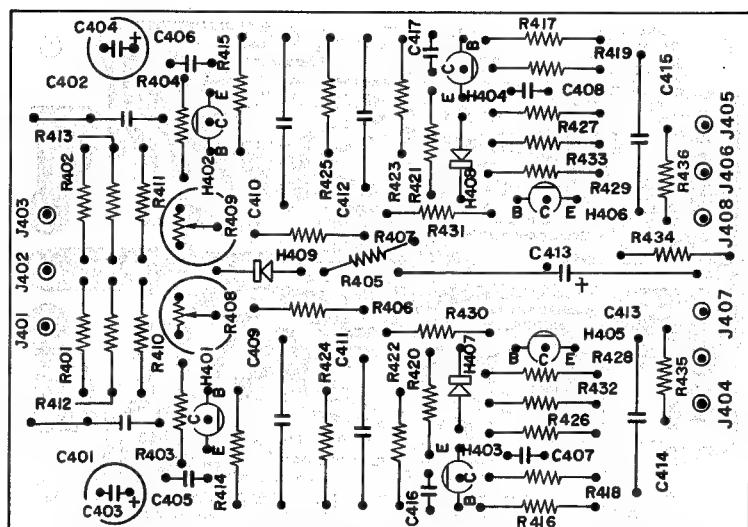 C404
+
C406
R415
C417
B
R417
C402
R404
E
C
R419
C415
C
E
H404
C408
J405
R413
B
R427
R402
R411
H402
C410
R425
C412
R423
R421
H408
R433
R436
J406
J403
R409
R429
B C E
H406
J408
R407
R431
R434
J402
H409
R405
C413
+
R408
R406
R430
C413
J407
J401
R401
R410
H401
C409
R424
C411
R422
R420
H407
B C E
H405
R428
R435
R412
B
R432
J404
C
R426
C401
R403
E
E
H403
C407
C414
C403
+
C405
R414
C416
C
B
R418
R416